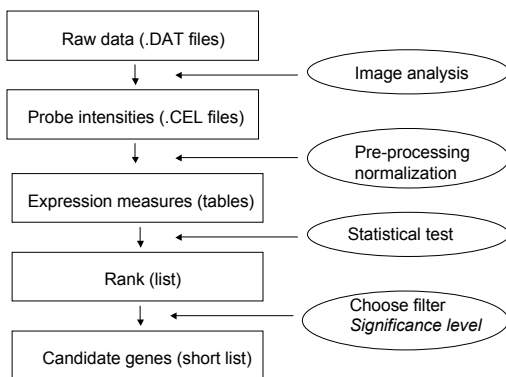 Raw data (.DAT files)
Image analysis
Probe intensities (.CEL files)
Pre-processing
normalization
Expression measures (tables)
Statistical test
Rank (list)
Choose filter
Significance level
Candidate genes (short list)